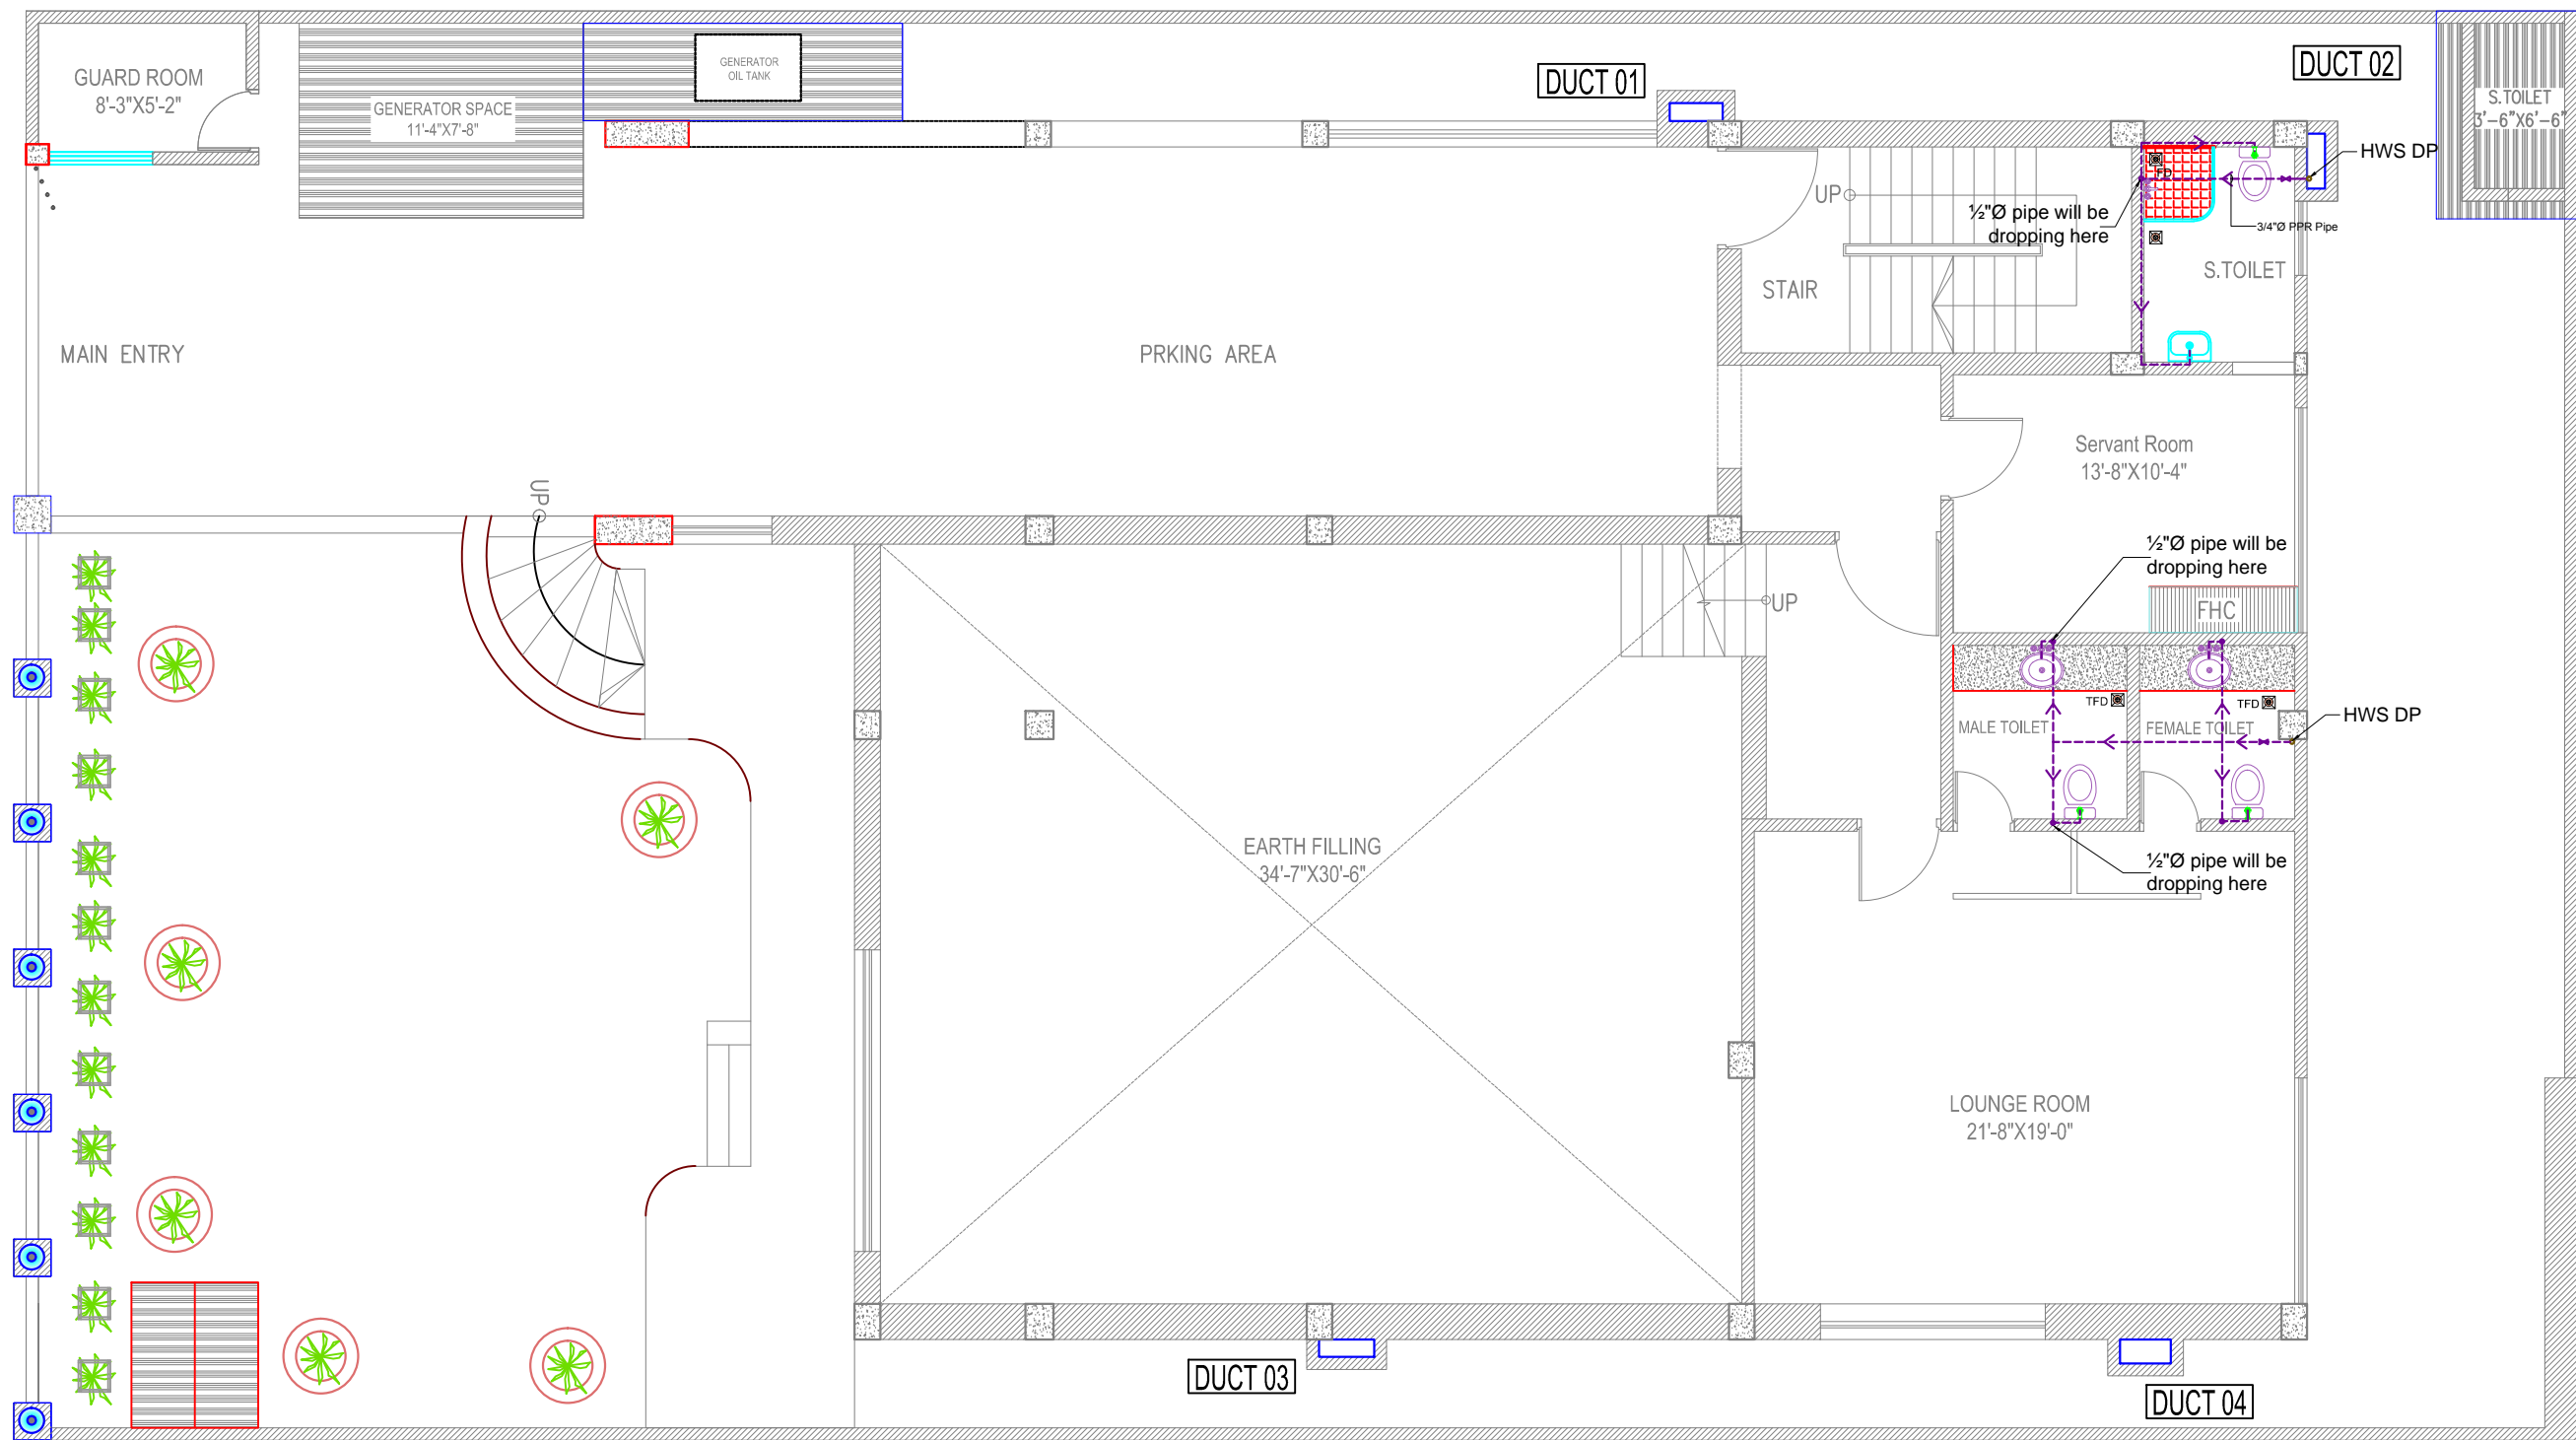 GUARD ROOM
8'-3"X5'-2"
GENERATOR SPACE
11'-4"X7'-8"
GENERATOR
OIL TANK
DUCT 01
DUCT 02
S.TOILET
3'-6"X6'-6"
HWS DP
UP
½"Ø pipe will be
dropping here
3/4"Ø PPR Pipe
S.TOILET
STAIR
MAIN ENTRY
PRKING AREA
Servant Room
13'-8"X10'-4"
UP
½"Ø pipe will be
dropping here
FHC
UP
TFD
TFD
MALE TOILET
FEMALE TOILET
HWS DP
½"Ø pipe will be
dropping here
EARTH FILLING
34'-7"X30'-6"
LOUNGE ROOM
21'-8"X19'-0"
DUCT 03
DUCT 04